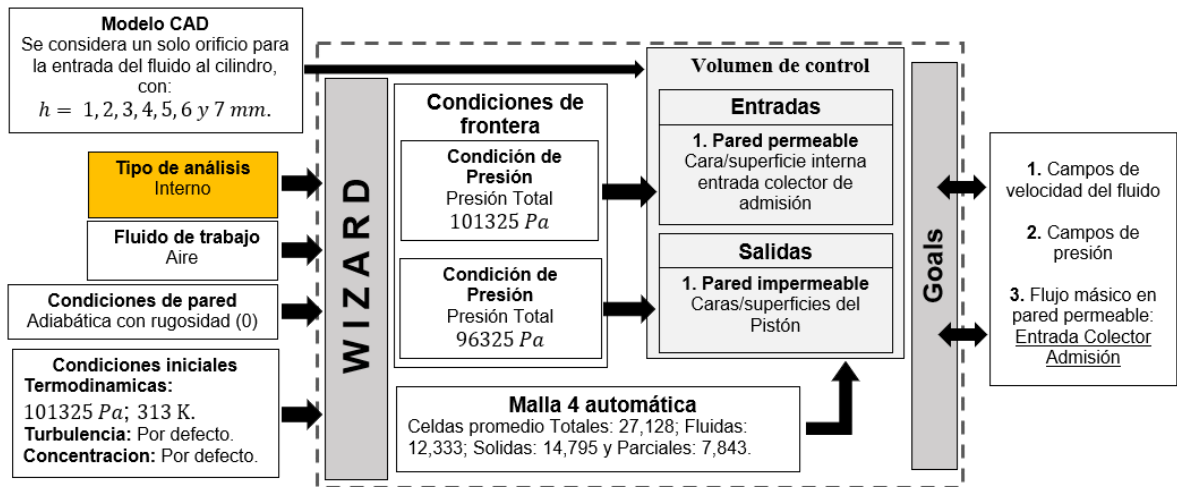 Modelo CAD
Se considera un solo orificio para
la entrada del fluido al cilindro,
con:
h = 1, 2, 3, 4, 5, 6 y 7 mm.
Tipo de análisis
Interno
Fluido de trabajo
Aire
Condiciones de pared
Adiabática con rugosidad (0)
Condiciones iniciales
Termodinamicas:
101325 Pa; 313 K.
Turbulencia: Por defecto.
Concentracion: Por defecto.
WIZARD
Condiciones de
frontera
Condición de
Presión
Presión Total
101325 Pa
Condición de
Presión
Presión Total
96325 Pa
Volumen de control
Entradas
1. Pared permeable
Cara/superficie interna
entrada colector de
admisión
Salidas
1. Pared impermeable
Caras/superficies del
Pistón
Malla 4 automática
Celdas promedio Totales: 27,128; Fluidas:
12,333; Solidas: 14,795 y Parciales: 7,843.
Goals
1. Campos de
velocidad del fluido
2. Campos de
presión
3. Flujo másico en
pared permeable:
Entrada Colector
Admisión